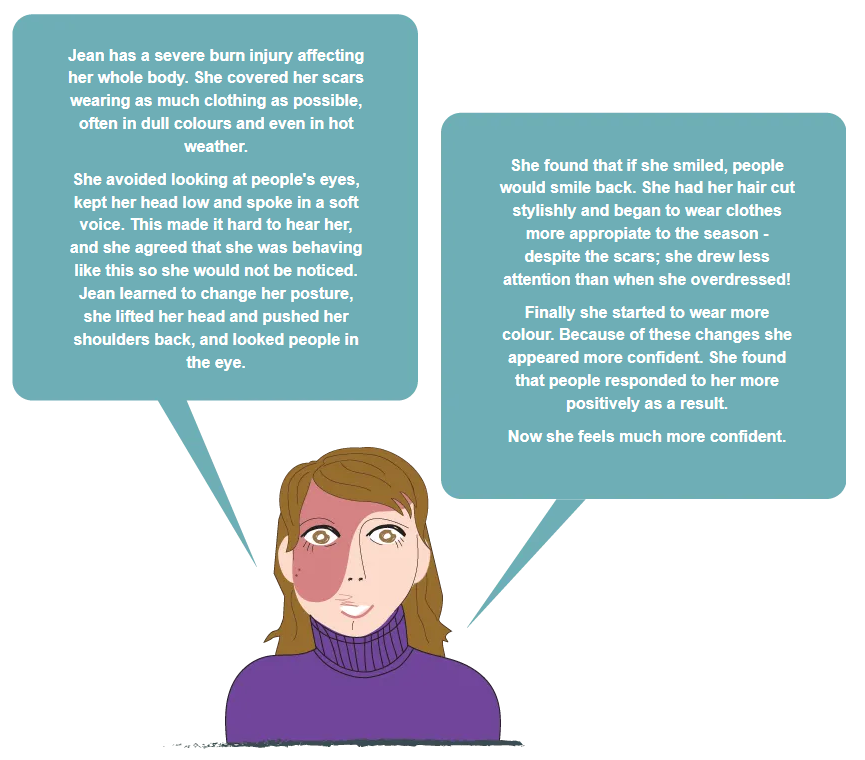 Jean has a severe burn injury affecting
her whole body. She covered her scars
wearing as much clothing as possible,
often in dull colours and even in hot
weather.
She avoided looking at people's eyes,
kept her head low and spoke in a soft
voice. This made it hard to hear her,
and she agreed that she was behaving
like this so she would not be noticed.
Jean learned to change her posture,
she lifted her head and pushed her
shoulders back, and looked people in
the eye.
She found that if she smiled, people
would smile back. She had her hair cut
stylishly and began to wear clothes
more appropiate to the season -
despite the scars; she drew less
attention than when she overdressed!
Finally she started to wear more
colour. Because of these changes she
appeared more confident. She found
that people responded to her more
positively as a result.
Now she feels much more confident.